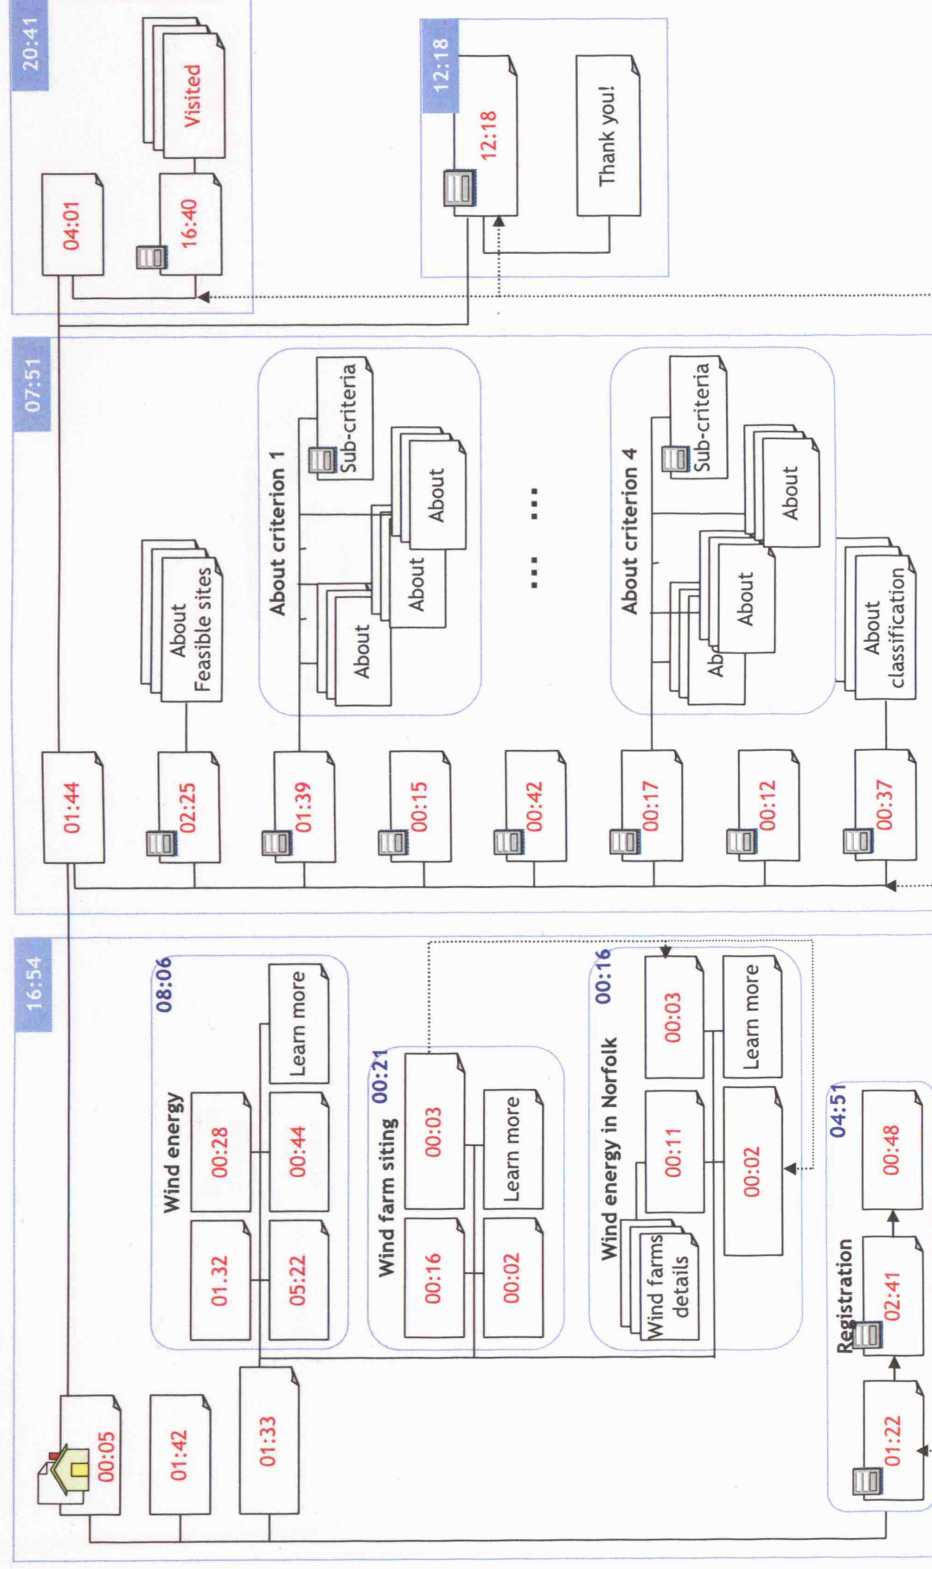 16:54
00:05
01:42
01:33
Wind energy
08:06
01.32
00:28
05:22
00:44
Learn more
Wind farm siting
00:21
00:16
00:03
00:02
Learn more
Wind energy in Norfolk
00:16
Wind farms
details
00:11
00:03
00:02
Learn more
Registration
04:51
01:22
02:41
00:48
07:51
01:44
02:25
About
Feasible sites
01:39
About criterion 1
About
About
About
Sub-criteria
00:15
00:42
... ...
00:17
About criterion 4
Ab
About
About
Sub-criteria
00:12
00:37
About
classification
20:41
04:01
16:40
Visited
12:18
12:18
Thank you!